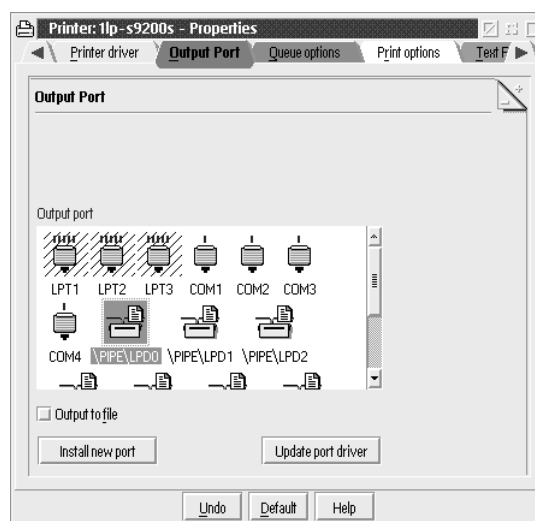 Printer: 1lp-s9200s - Properties
Printer driver Output Port Queue options Print options Text F
Output Port
Output port
LPT1 LPT2 LPT3 COM1 COM2 COM3
COM4 \PIPE\LPD0 \PIPE\LPD1 \PIPE\LPD2
Output to file
Install new port Update port driver
Undo Default Help